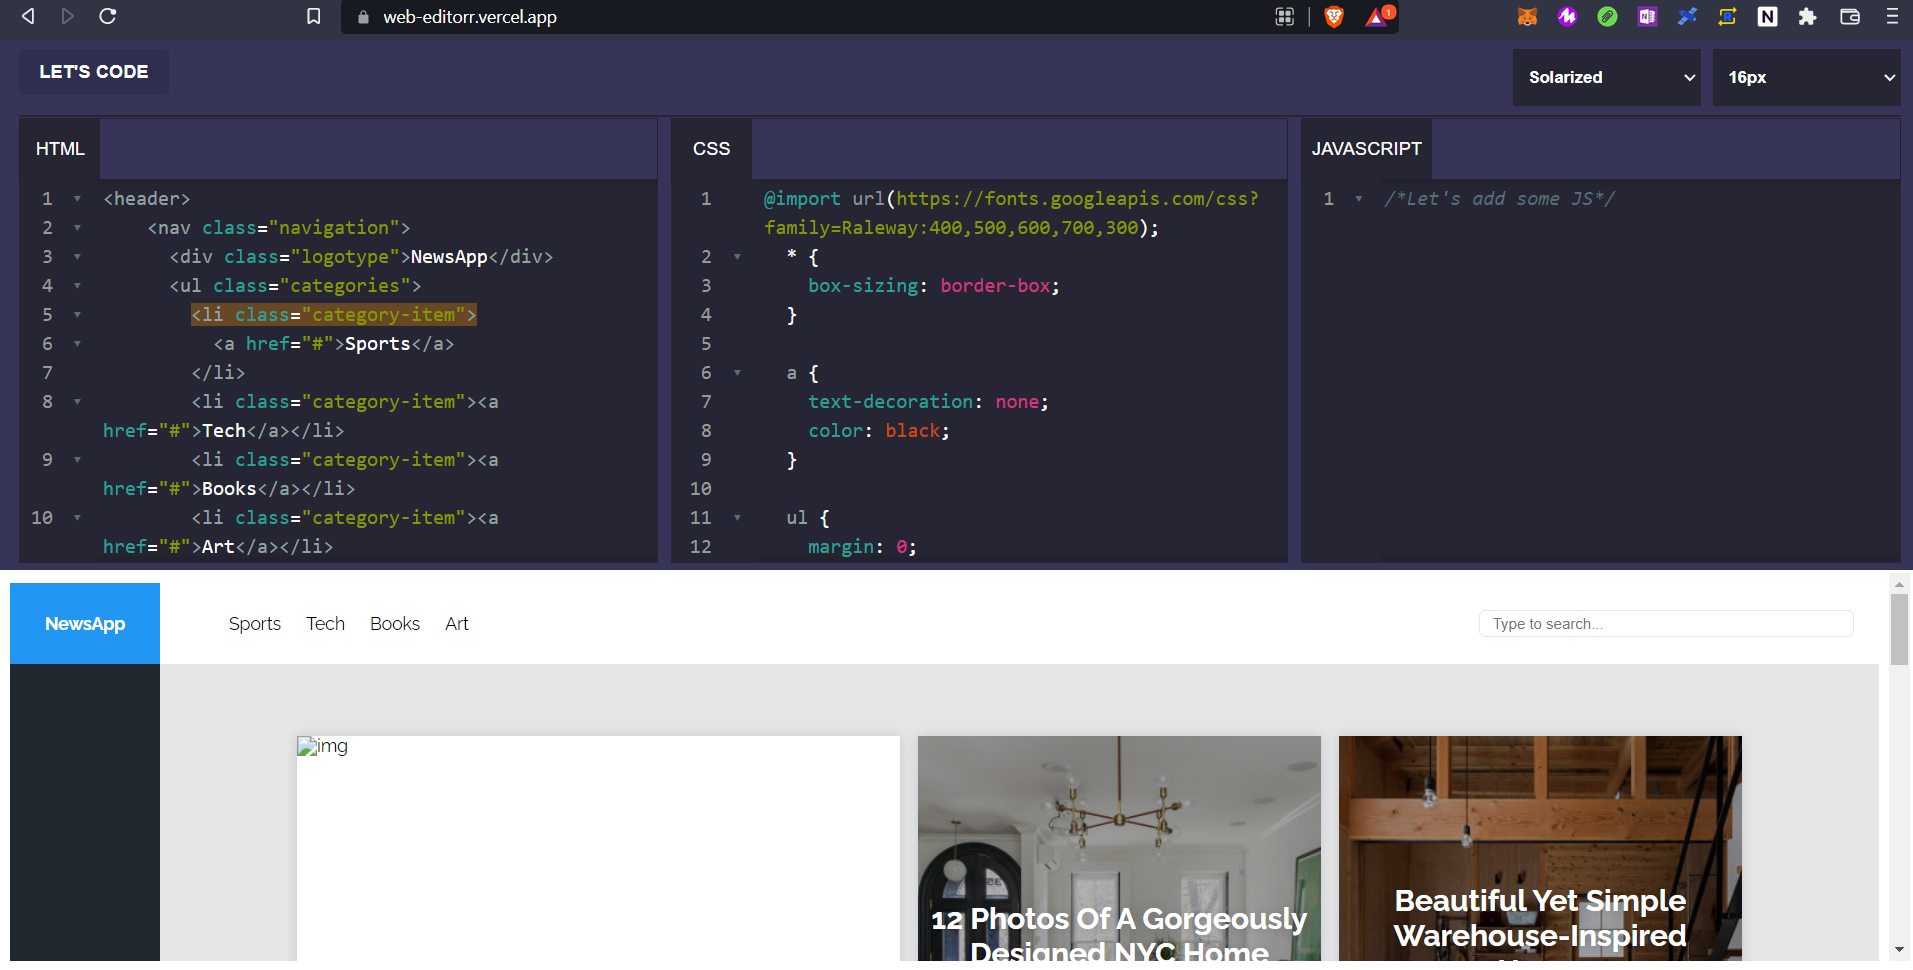 web-editorr.vercel.app
1
N
LET'S CODE
Solarized
16px
HTML
1 <header>
2 <nav class="navigation">
3 <div class="logotype">NewsApp</div>
4 <ul class="categories">
5 <li class="category-item">
6 <a href="#">Sports</a>
7 </li>
8 <li class="category-item"><a
href="#">Tech</a></li>
9 <li class="category-item"><a
href="#">Books</a></li>
10 <li class="category-item"><a
href="#">Art</a></li>
CSS
1 @import url(https://fonts.googleapis.com/css?
family=Raleway:400,500,600,700,300);
2 * {
3 box-sizing: border-box;
4 }
5
6 a {
7 text-decoration: none;
8 color: black;
9 }
10
11 ul {
12 margin: 0;
JAVASCRIPT
1 /*Let's add some JS*/
NewsApp
Sports Tech Books Art
Type to search...
img
12 Photos Of A Gorgeously
Designed NYC Home
Beautiful Yet Simple
Warehouse-Inspired